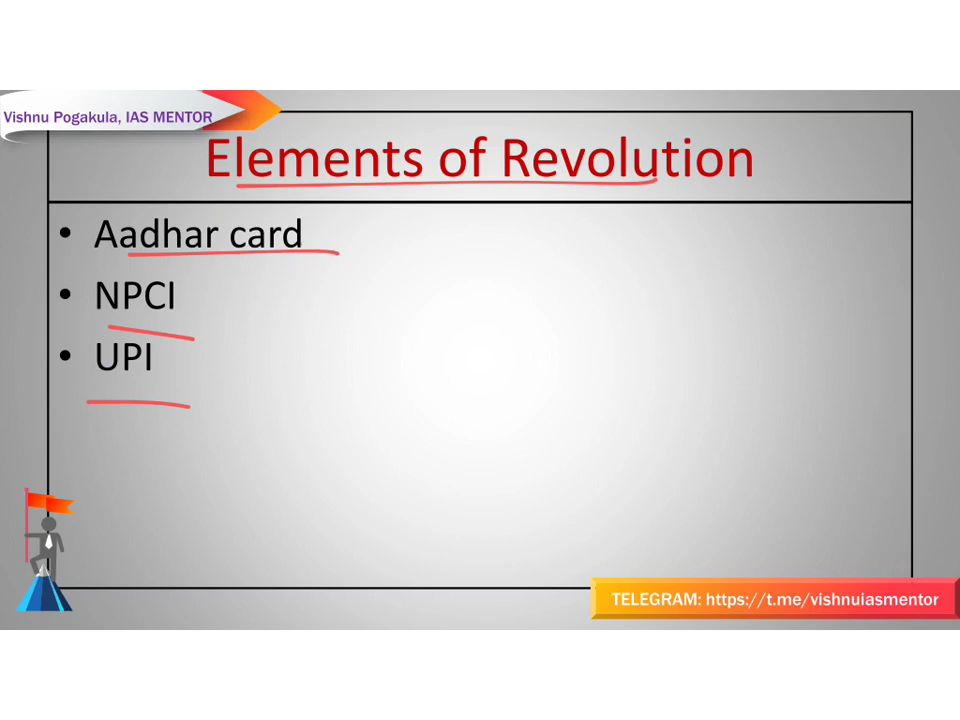 Vishnu Pogakula, IAS MENTOR
Elements of Revolution
• Aadhar card
• NPCI
• UPI
TELEGRAM: https://t.me/vishnuiasmentor